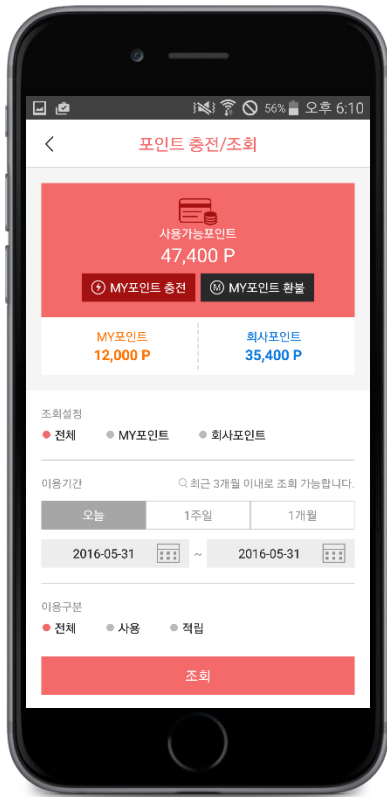 56% 오후 6:10
포인트 충전/조회
사용가능포인트
47,400 P
MY포인트 충전
M MY포인트 환불
MY포인트 회사포인트
12,000 P 35,400 P
조회설정
전체 MY포인트 회사포인트
이용기간 최근 3개월 이내로 조회 가능합니다.
오늘 1주일 1개월
2016-05-31 ~ 2016-05-31
이용구분
전체 사용 적립
조회